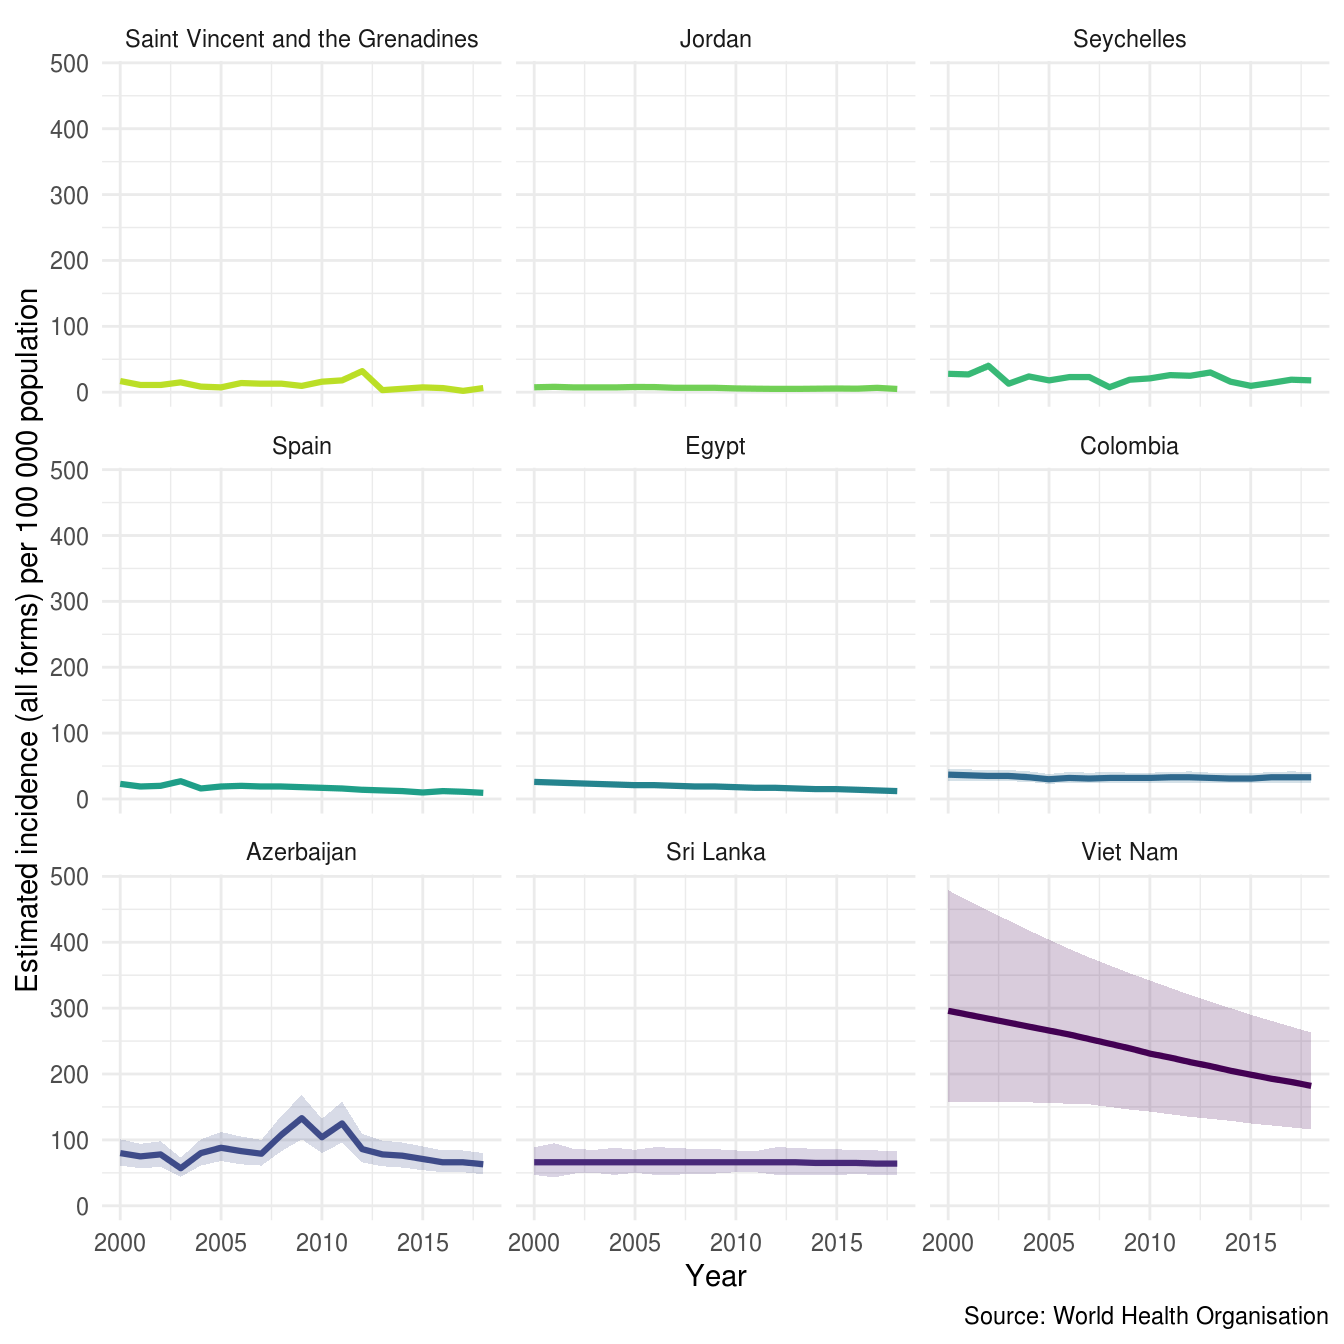 Saint Vincent and the Grenadines
Jordan
Seychelles
500
400
300
200
100
0
Spain
Egypt
Colombia
500
400
300
200
100
0
Azerbaijan
Sri Lanka
Viet Nam
500
400
300
200
100
0
2000 2005 2010 2015
2000 2005 2010 2015
2000 2005 2010 2015
Estimated incidence (all forms) per 100 000 population
Year
Source: World Health Organisation